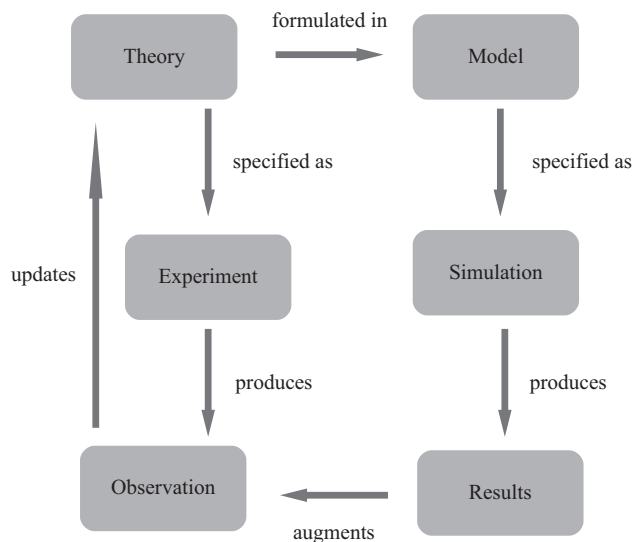 formulated in
Theory
Model
specified as
specified as
Experiment
Simulation
updates
produces
produces
Observation
Results
augments